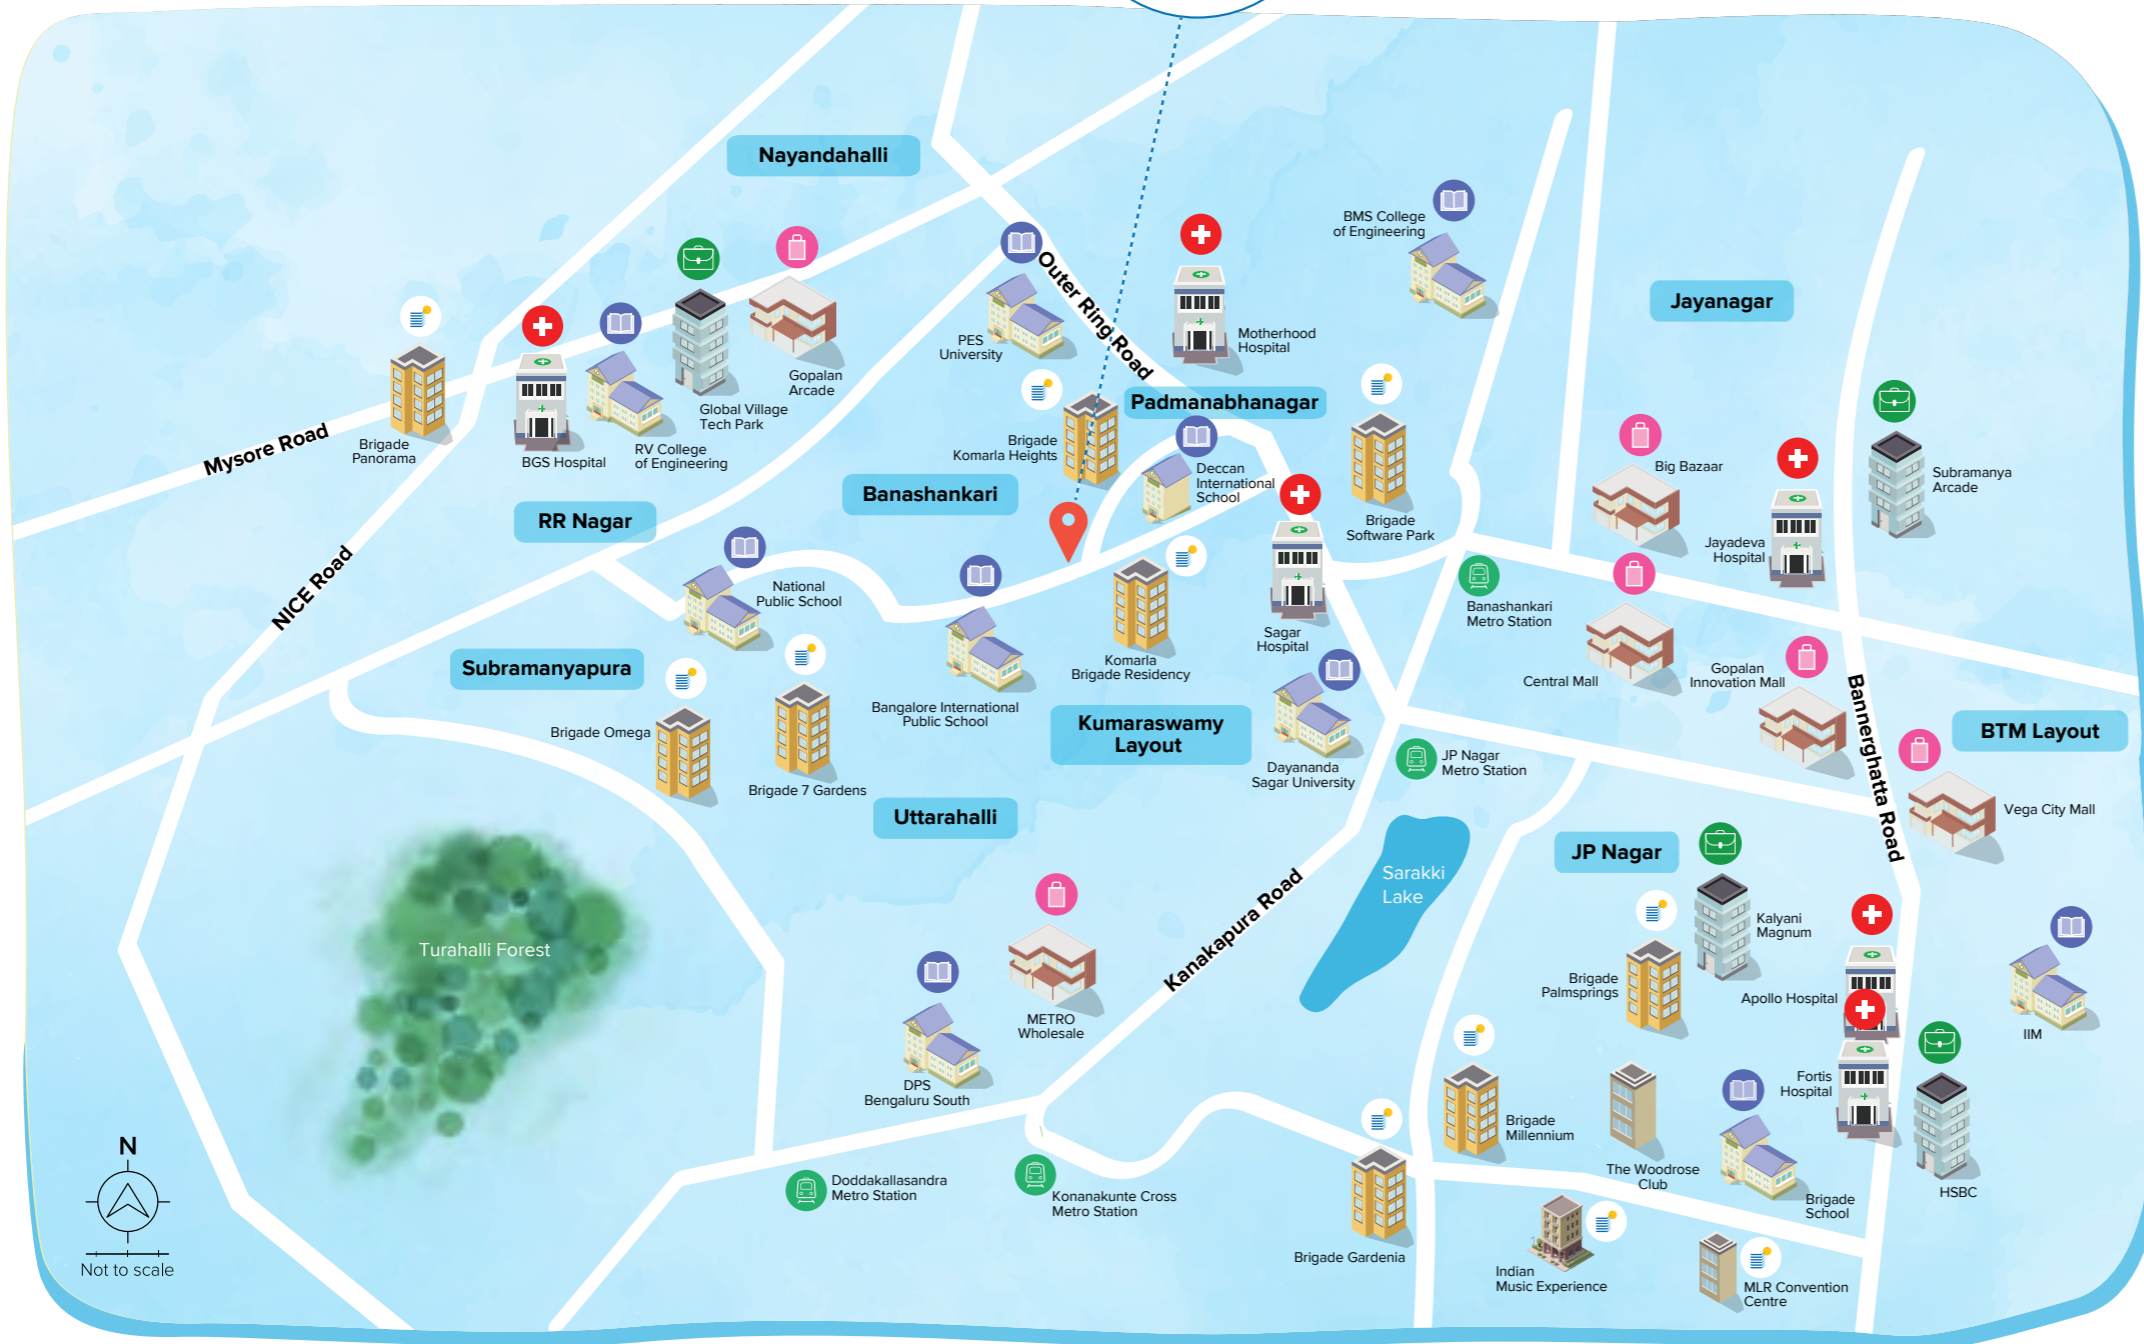 Nayandahalli
BMS College
of Engineering
Jayanagar
Outer Ring Road
PES
University
Motherhood
Hospital
Gopalan
Arcade
Global Village
Tech Park
Padmanabhanagar
Mysore Road
Brigade
Panorama
BGS Hospital
RV College
of Engineering
Brigade
Komarla Heights
Deccan
International
School
Banashankari
Big Bazaar
Subramanya
Arcade
RR Nagar
Brigade
Software Park
Jayadeva
Hospital
NICE Road
National
Public School
Banashankari
Metro Station
Sagar
Hospital
Komarla
Brigade Residency
Subramanyapura
Central Mall
Gopalan
Innovation Mall
Bangalore International
Public School
Kumaraswamy
Layout
Bannerghatta Road
BTM Layout
Brigade Omega
Dayananda
Sagar University
JP Nagar
Metro Station
Brigade 7 Gardens
Uttarahalli
Vega City Mall
JP Nagar
Sarakki
Lake
Kanakapura Road
Kalyani
Magnum
Turahalli Forest
Brigade
Palmsprings
Apollo Hospital
METRO
Wholesale
IIM
DPS
Bengaluru South
Fortis
Hospital
Brigade
Millennium
N
The Woodrose
Club
Doddakallasandra
Metro Station
Konanakunte Cross
Metro Station
HSBC
Brigade
School
Brigade Gardenia
Not to scale
Indian
Music Experience
MLR Convention
Centre